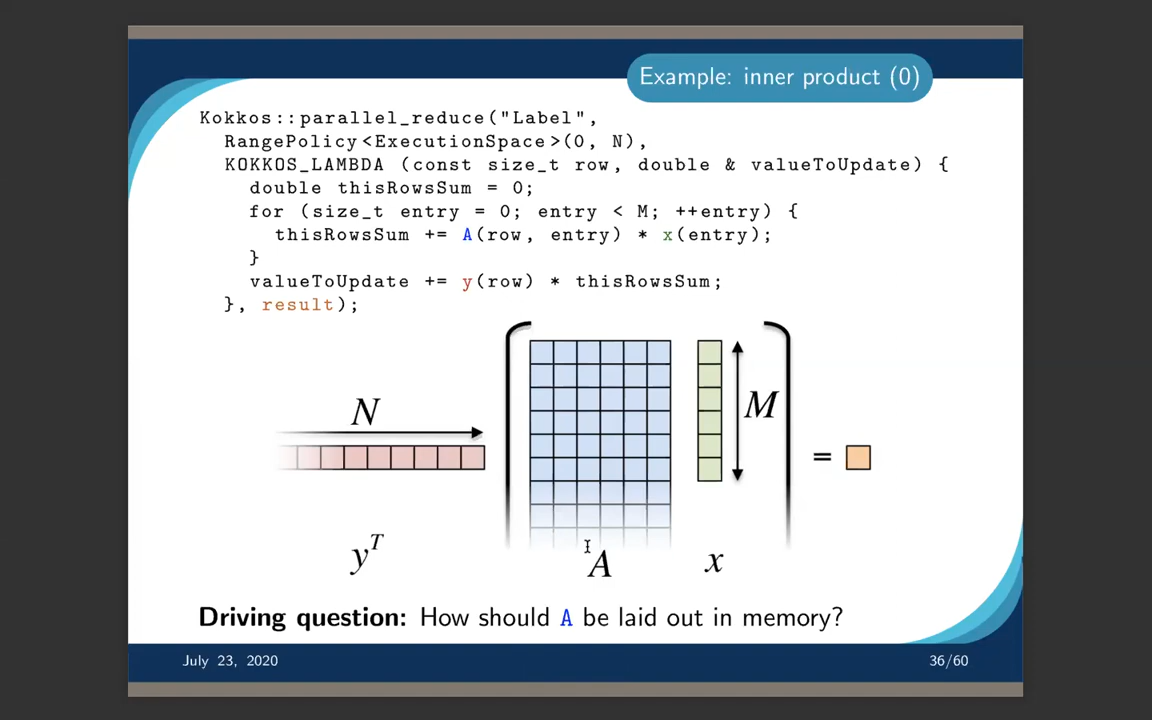 Example: inner product (0)
Kokkos::parallel_reduce("Label",
  RangePolicy<ExecutionSpace>(0, N),
  KOKKOS_LAMBDA (const size_t row, double & valueToUpdate) {
    double thisRowsSum = 0;
    for (size_t entry = 0; entry < M; ++entry) {
      thisRowsSum += A(row, entry) * x(entry);
    }
    valueToUpdate += y(row) * thisRowsSum;
  }, result);
N
M
=
y^T
A
x
Driving question: How should A be laid out in memory?
July 23, 2020
36/60